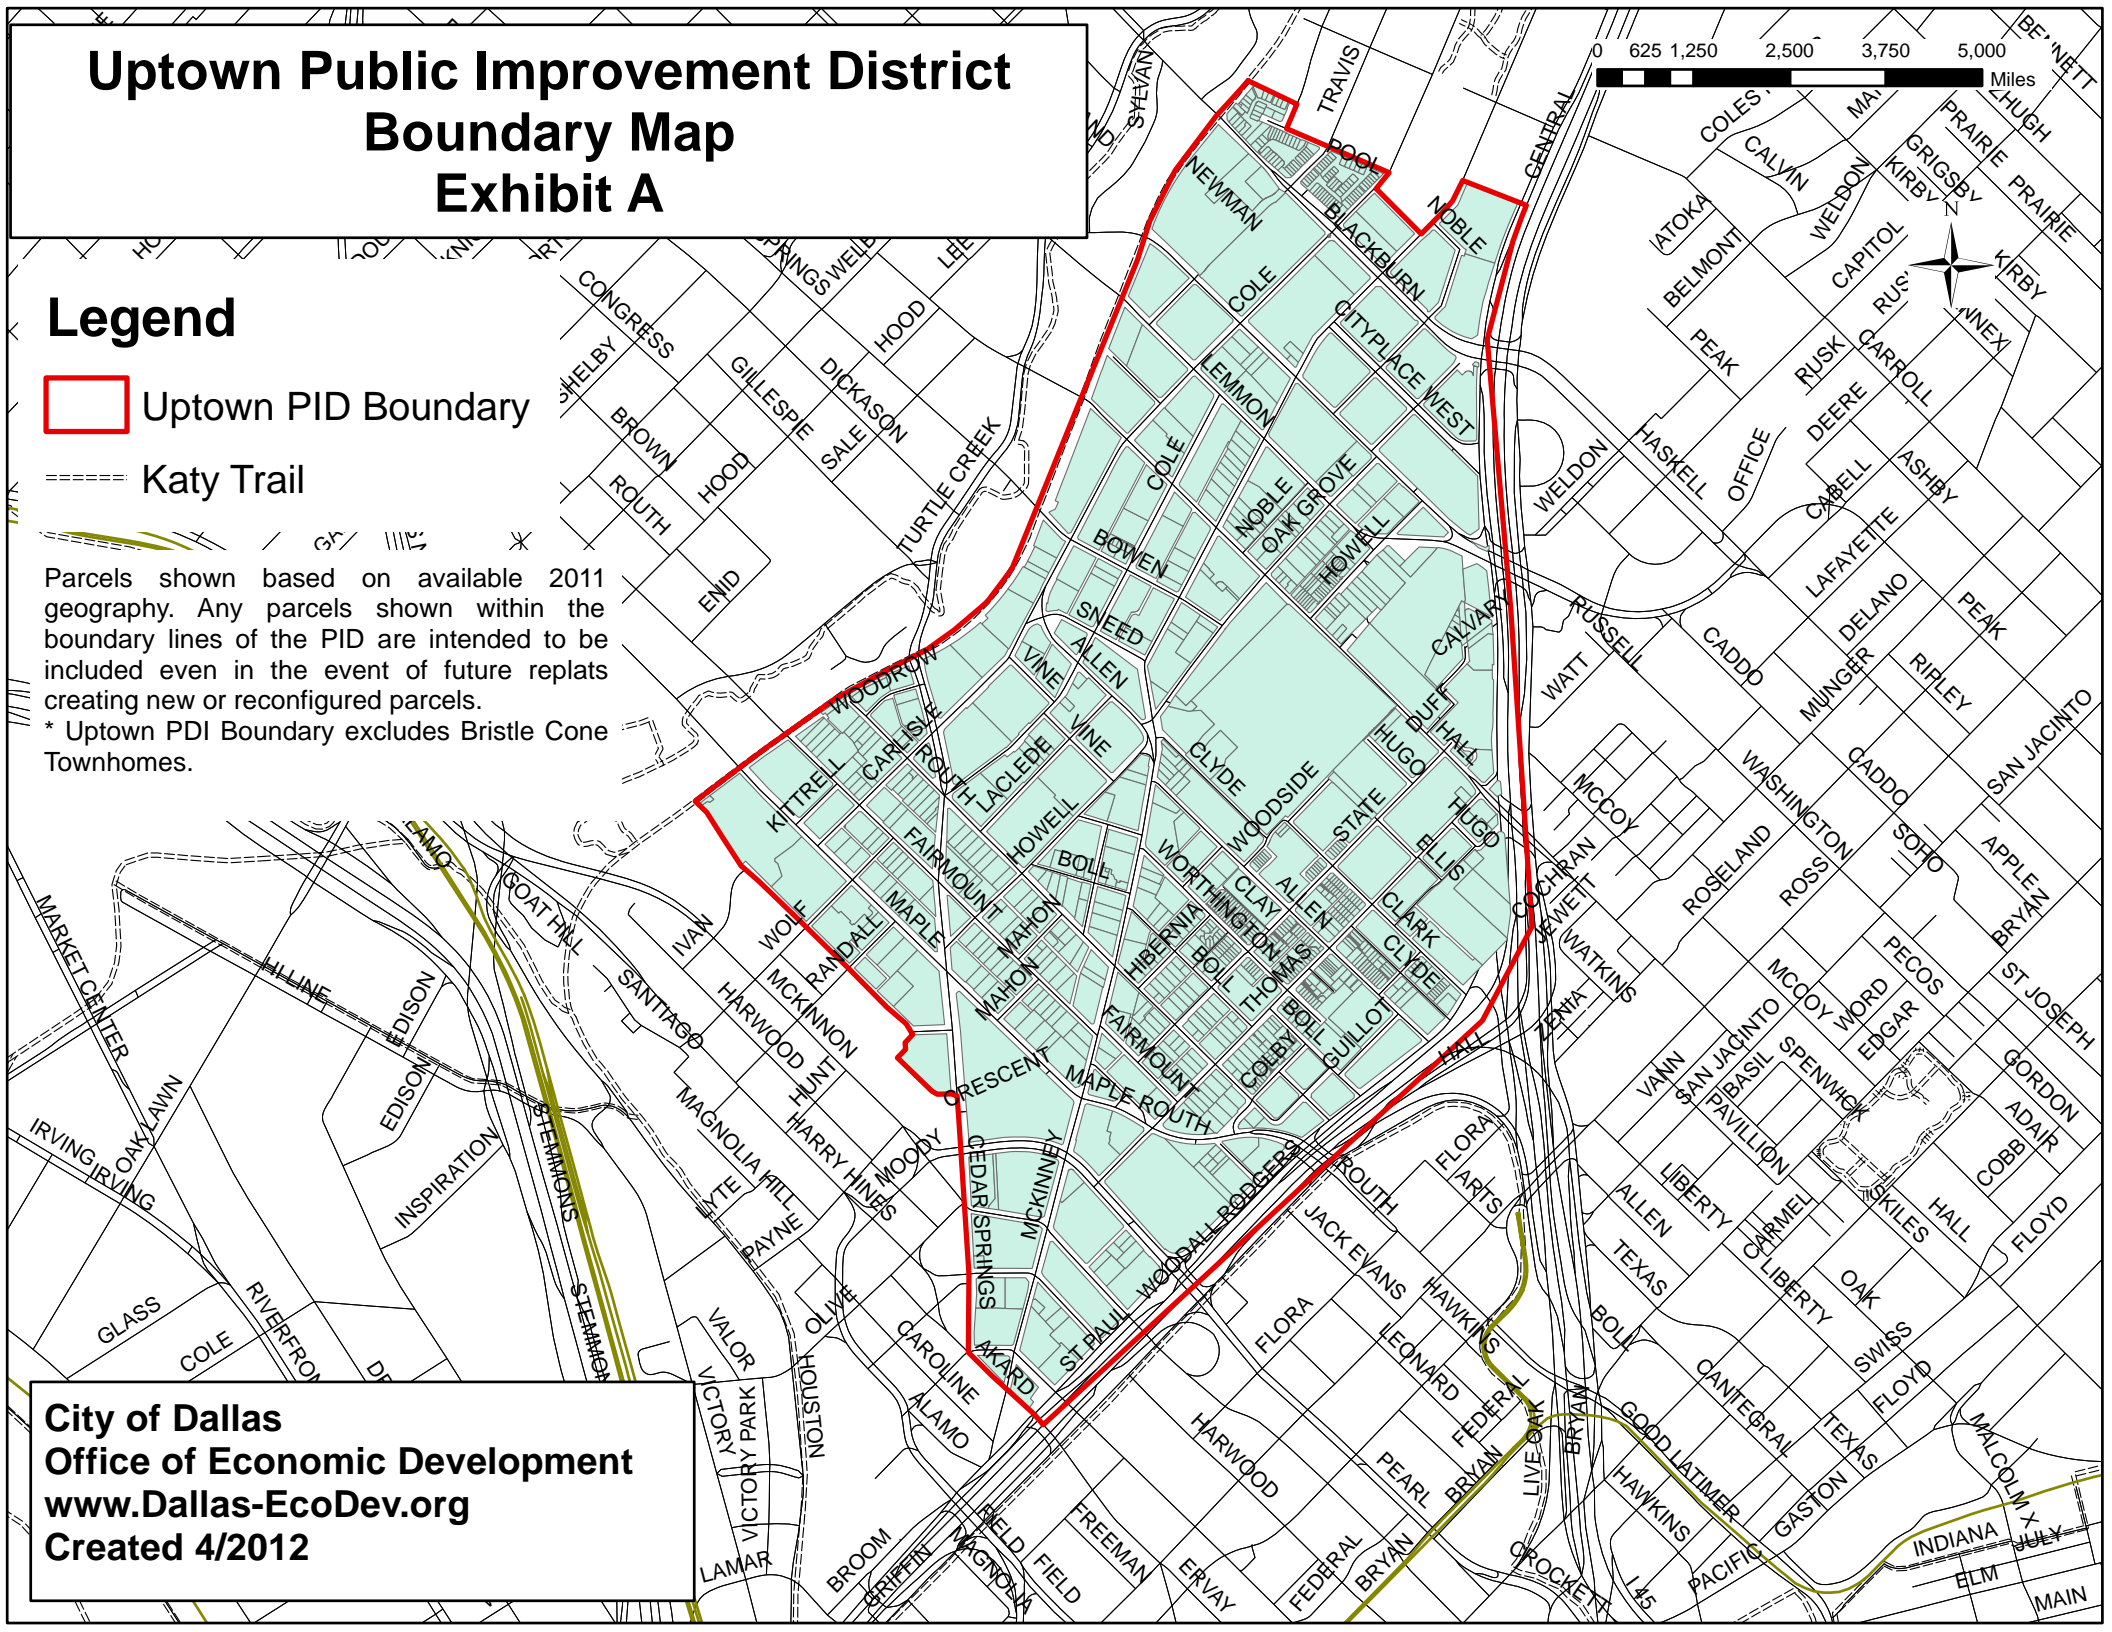 Uptown Public Improvement District
Boundary Map
Exhibit A
0 625 1,250 2,500 3,750 5,000
Miles
N
Legend
Uptown PID Boundary
Katy Trail
Parcels shown based on available 2011
geography. Any parcels shown within the
boundary lines of the PID are intended to be
included even in the event of future replats
creating new or reconfigured parcels.
* Uptown PDI Boundary excludes Bristle Cone
Townhomes.
City of Dallas
Office of Economic Development
www.Dallas-EcoDev.org
Created 4/2012
SYLVAN
TRAVIS
POOL
CENTRAL
NEWMAN
NOBLE
BLACKBURN
COLE
CITYPLACE WEST
LEMMON
COLE
NOBLE
OAK GROVE
HOWELL
BOWEN
SNEED
ALLEN
VINE
VINE
CALVARY
WOODROW
CARLISLE
ROUTH
LACLEDE
KITTRELL
HOWELL
FAIRMOUNT
BOLL
MAHON
MAPLE
WOLF
RANDALL
CLYDE
WOODSIDE
DUFF
HALL
HUGO
HUGO
STATE
ELLIS
WORTHINGTON
CLAY
ALLEN
CLARK
CLYDE
HIBERNIA
BOLL
THOMAS
BOLL
COLBY
GUILLOT
MAHON
FAIRMOUNT
CRESCENT
MAPLE ROUTH
HALL
CEDAR SPRINGS
MCKINNEY
WOODALL RODGERS
ST PAUL
AKARD
BENNETT
PRAIRIE
PRAIRIE
GRIGSBY
KIRBY
KIRBY
CALVIN
WELDON
ATOKA
BELMONT
CAPITOL
PEAK
RUSK
CARROLL
DEERE
HASKELL
OFFICE
WELDON
CABELL
ASHBY
LAFAYETTE
RUSSELL
WATT
CADDO
DELANO
PEAK
MUNGER
RIPLEY
SAN JACINTO
MCCOY
WASHINGTON
CADDO
ROSELAND
ROSS
SOHO
APPLE
BRYAN
COCHRAN
JEWETT
WATKINS
ZENIA
MCCOY
WORD
PECOS
EDGAR
ST JOSEPH
VANN
SAN JACINTO
BASIL
SPENWICK
PAVILLION
GORDON
ADAIR
COBB
LIBERTY
ALLEN
CARMEL
SKILES
HALL
FLOYD
TEXAS
LIBERTY
OAK
BOLL
SWISS
FLOYD
CANTEGRAL
TEXAS
GOOD LATIMER
GASTON
MALCOLM X
HAWKINS
PACIFIC
INDIANA
JULY
ELM
MAIN
I 45
CROCKETT
BRYAN
LIVE OAK
FEDERAL
BRYAN
PEARL
LEONARD
HAWKINS
JACK EVANS
ROUTH
FLORA
ARTS
FLORA
HARWOOD
FEDERAL
BRYAN
ERVAY
FREEMAN
FIELD
FIELD
MAGNOLIA
GRIFFIN
BROOM
LAMAR
ALAMO
CAROLINE
OLIVE
HOUSTON
VALOR
VICTORY
VICTORY PARK
PAYNE
LYTE
MAGNOLIA HILL
MOODY
HARRY HINES
HUNT
HARWOOD
MCKINNON
IVAN
SANTIAGO
GOAT HILL
STEMMONS
HI LINE
EDISON
EDISON
INSPIRATION
MARKET CENTER
OAK LAWN
IRVING
IRVING
GLASS
COLE
CONGRESS
HOOD
GILLESPIE
DICKASON
SALE
BROWN
ROUTH
HOOD
ENID
TURTLE CREEK